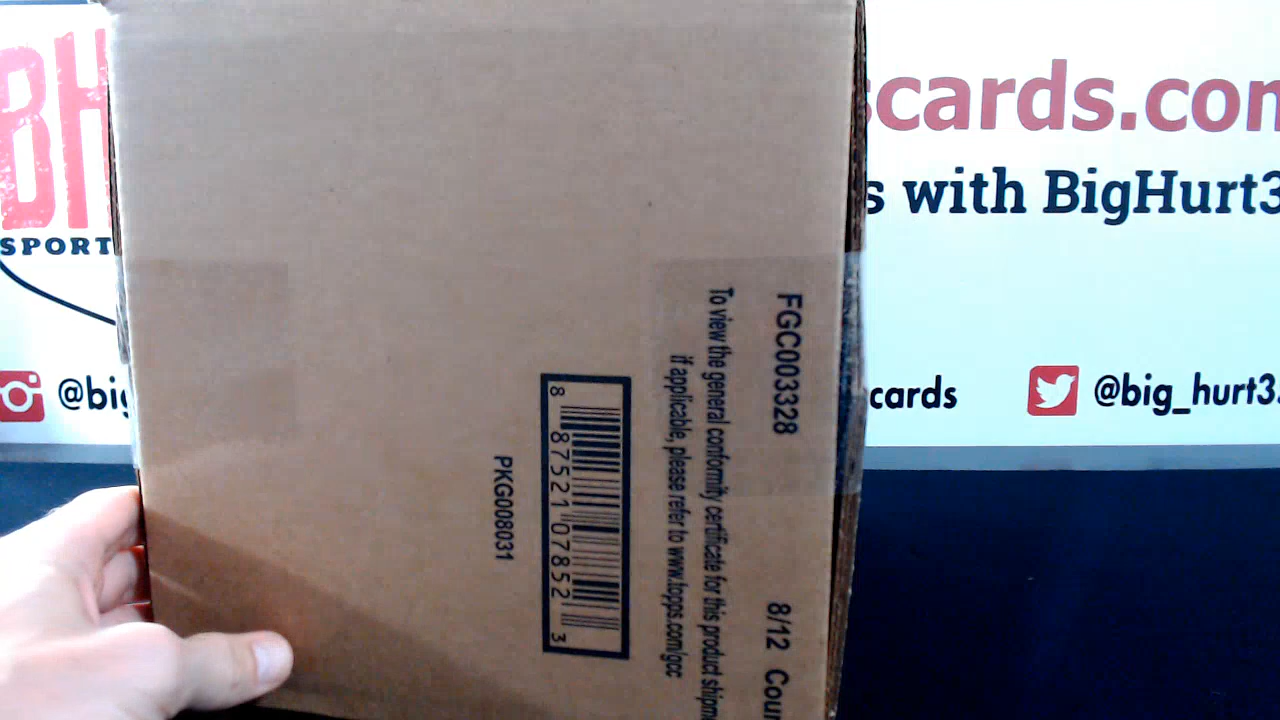 BH
SPORT
scards.com
s with BigHurt3
@big
cards
@big_hurt3
FGC003328
8/12 Coun
To view the general conformity certificate for this product shipm
if applicable, please refer to www.topps.com/gcc
8 87521 07852 3
PKG008031